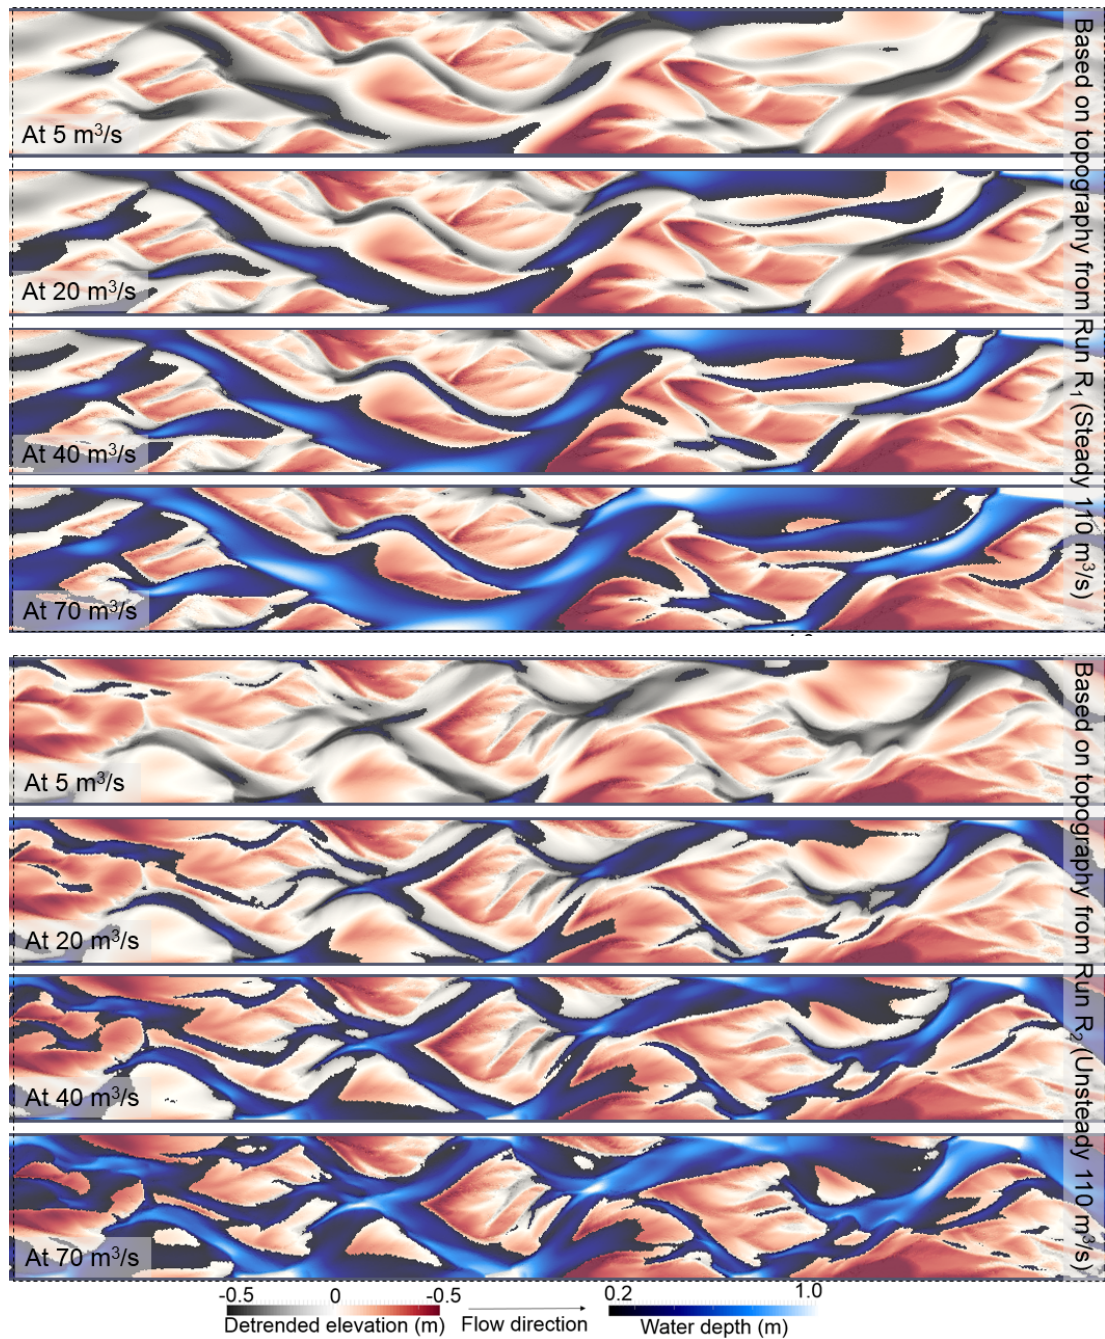 At 5 m³/s
At 20 m³/s
At 40 m³/s
At 70 m³/s
Based on topography from Run R₁ (Steady 110 m³/s)
At 5 m³/s
At 20 m³/s
At 40 m³/s
At 70 m³/s
Based on topography from Run R₂ (Unsteady 110 m³/s)
-0.5 0 -0.5
Detrended elevation (m)
Flow direction
0.2 1.0
Water depth (m)